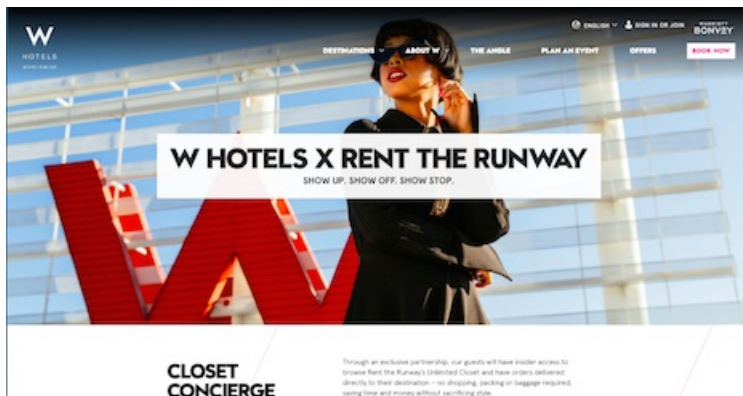 W
HOTELS
ENGLISH
SIGN IN OR JOIN
MARRIOTT
BONVOY
DESTINATIONS
ABOUT W
THE ANGLE
PLAN AN EVENT
OFFERS
BOOK NOW
W HOTELS X RENT THE RUNWAY
SHOW UP. SHOW OFF. SHOW STOP.
W
CLOSET
CONCIERGE
Through an exclusive partnership, our guests will have insider access to
browse Rent the Runway's Unlimited Closet and have orders delivered
directly to their destination – no shopping, packing or baggage required,
saving time and money without sacrificing style.